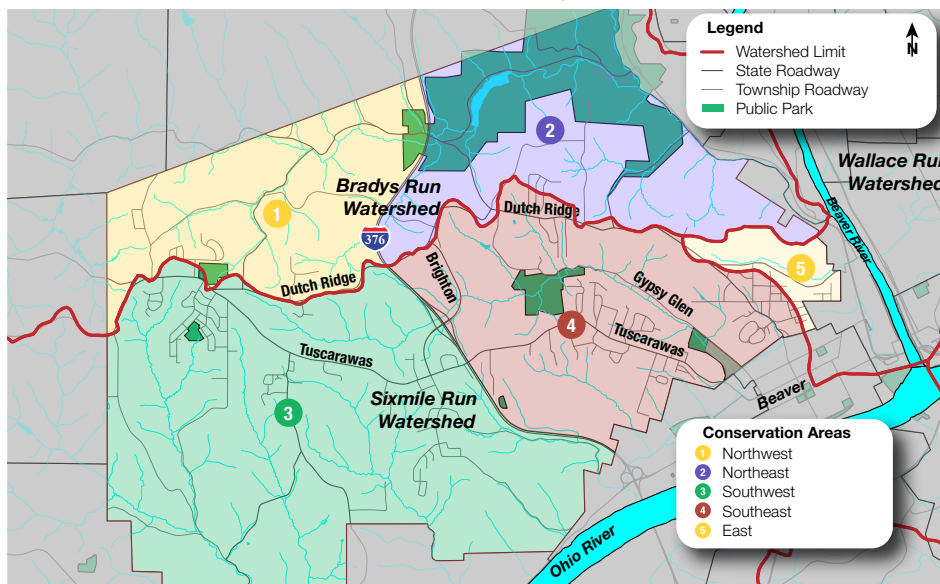 Legend
Watershed Limit
State Roadway
Township Roadway
Public Park
N
2
Wallace Run
Watershed
Bradys Run
Watershed
1
Dutch Ridge
Beaver River
376
5
Dutch Ridge
Brighton
Gypsy Glen
4
Tuscarawas
Tuscarawas
Sixmile Run
Watershed
Beaver
3
Conservation Areas
1 Northwest
2 Northeast
3 Southwest
4 Southeast
5 East
Ohio River